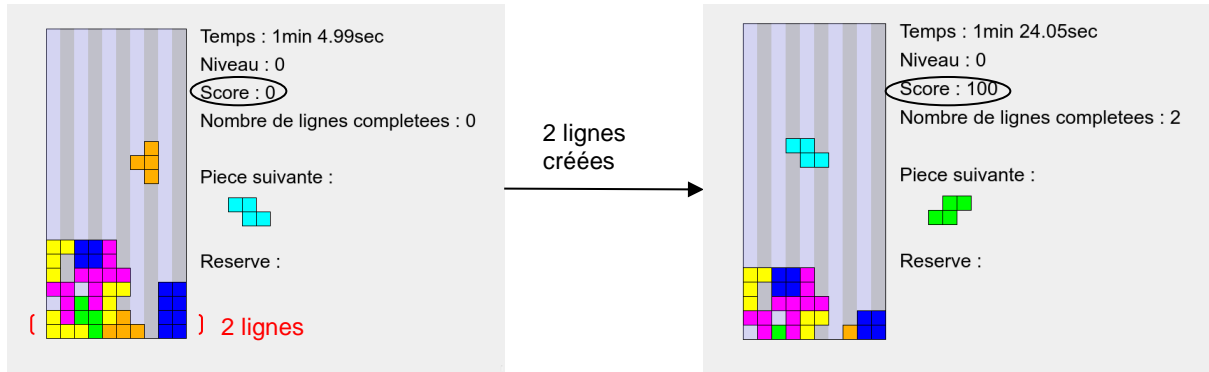 Temps : 1min 4.99sec
Niveau : 0
Score : 0
Nombre de lignes completees : 0
Piece suivante :
Reserve :
2 lignes
2 lignes
créées
Temps : 1min 24.05sec
Niveau : 0
Score : 100
Nombre de lignes completees : 2
Piece suivante :
Reserve :